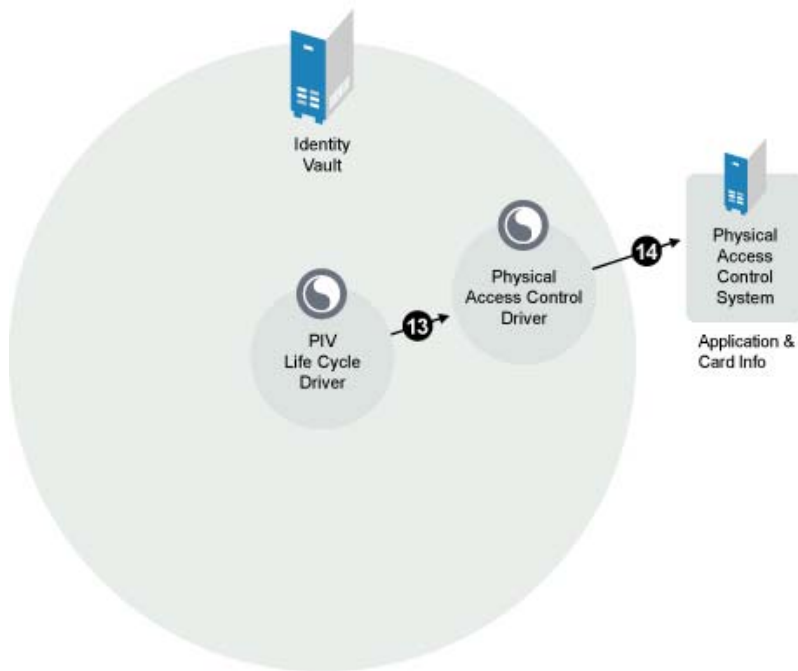 Identity
Vault
Physical
Access
Control
System
Physical
Access Control
Driver
14
13
PIV
Life Cycle
Driver
Application &
Card Info